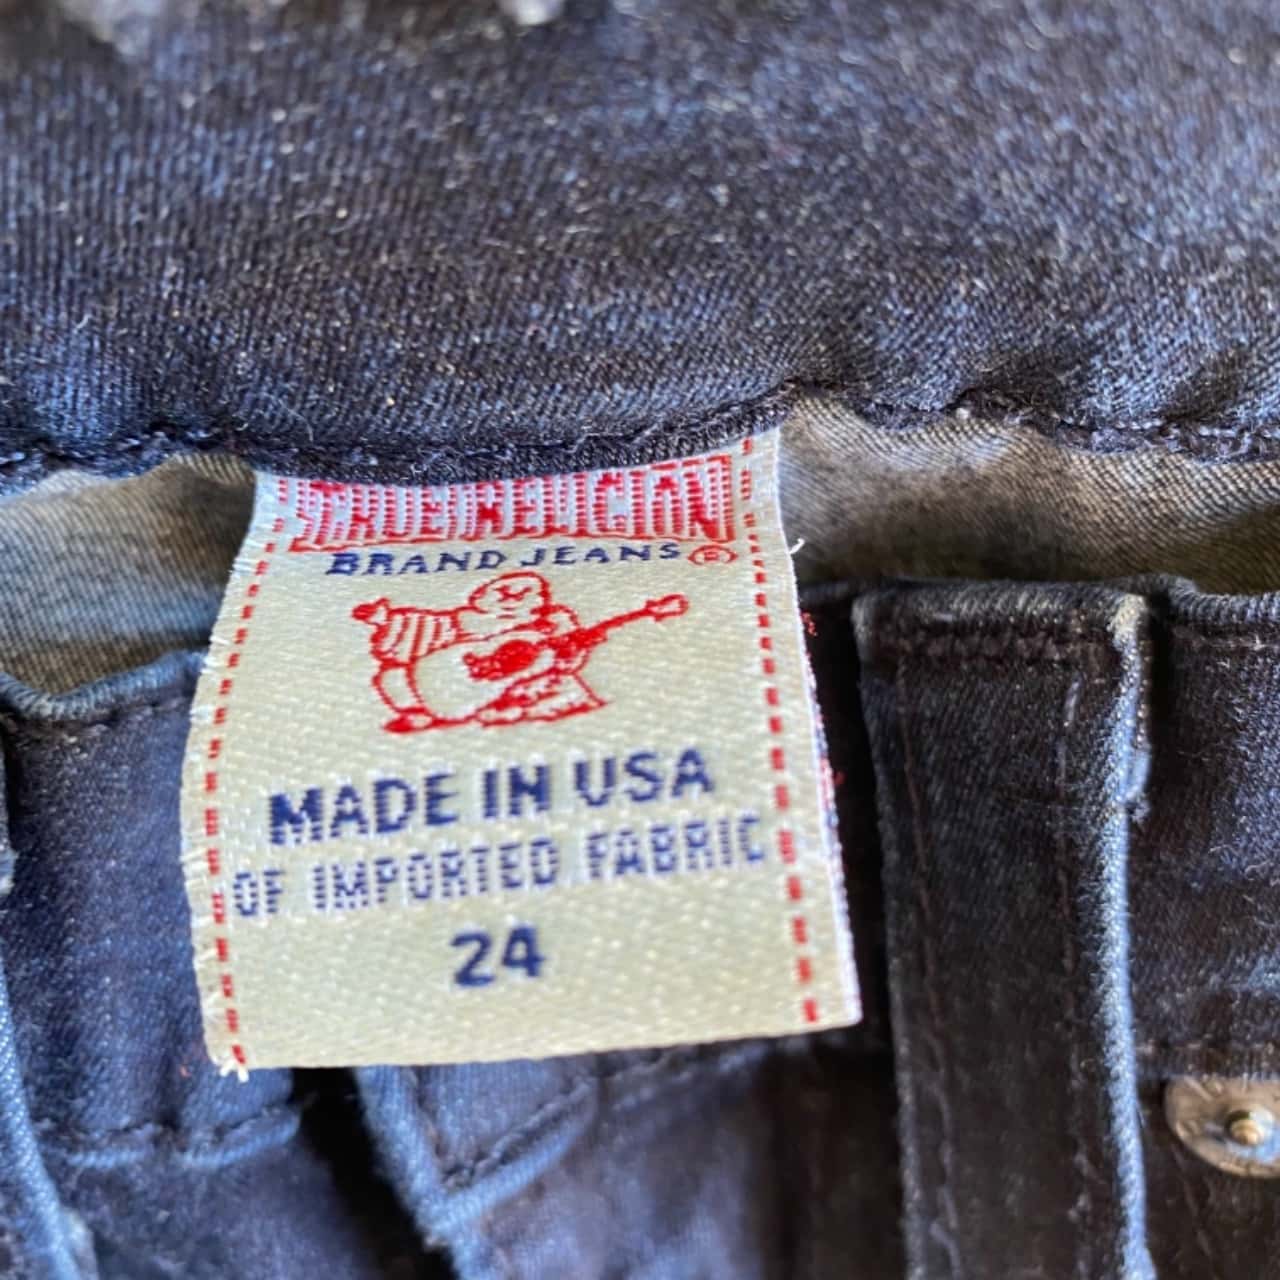 TRUE RELIGION
BRAND JEANS ®
MADE IN USA
OF IMPORTED FABRIC
24